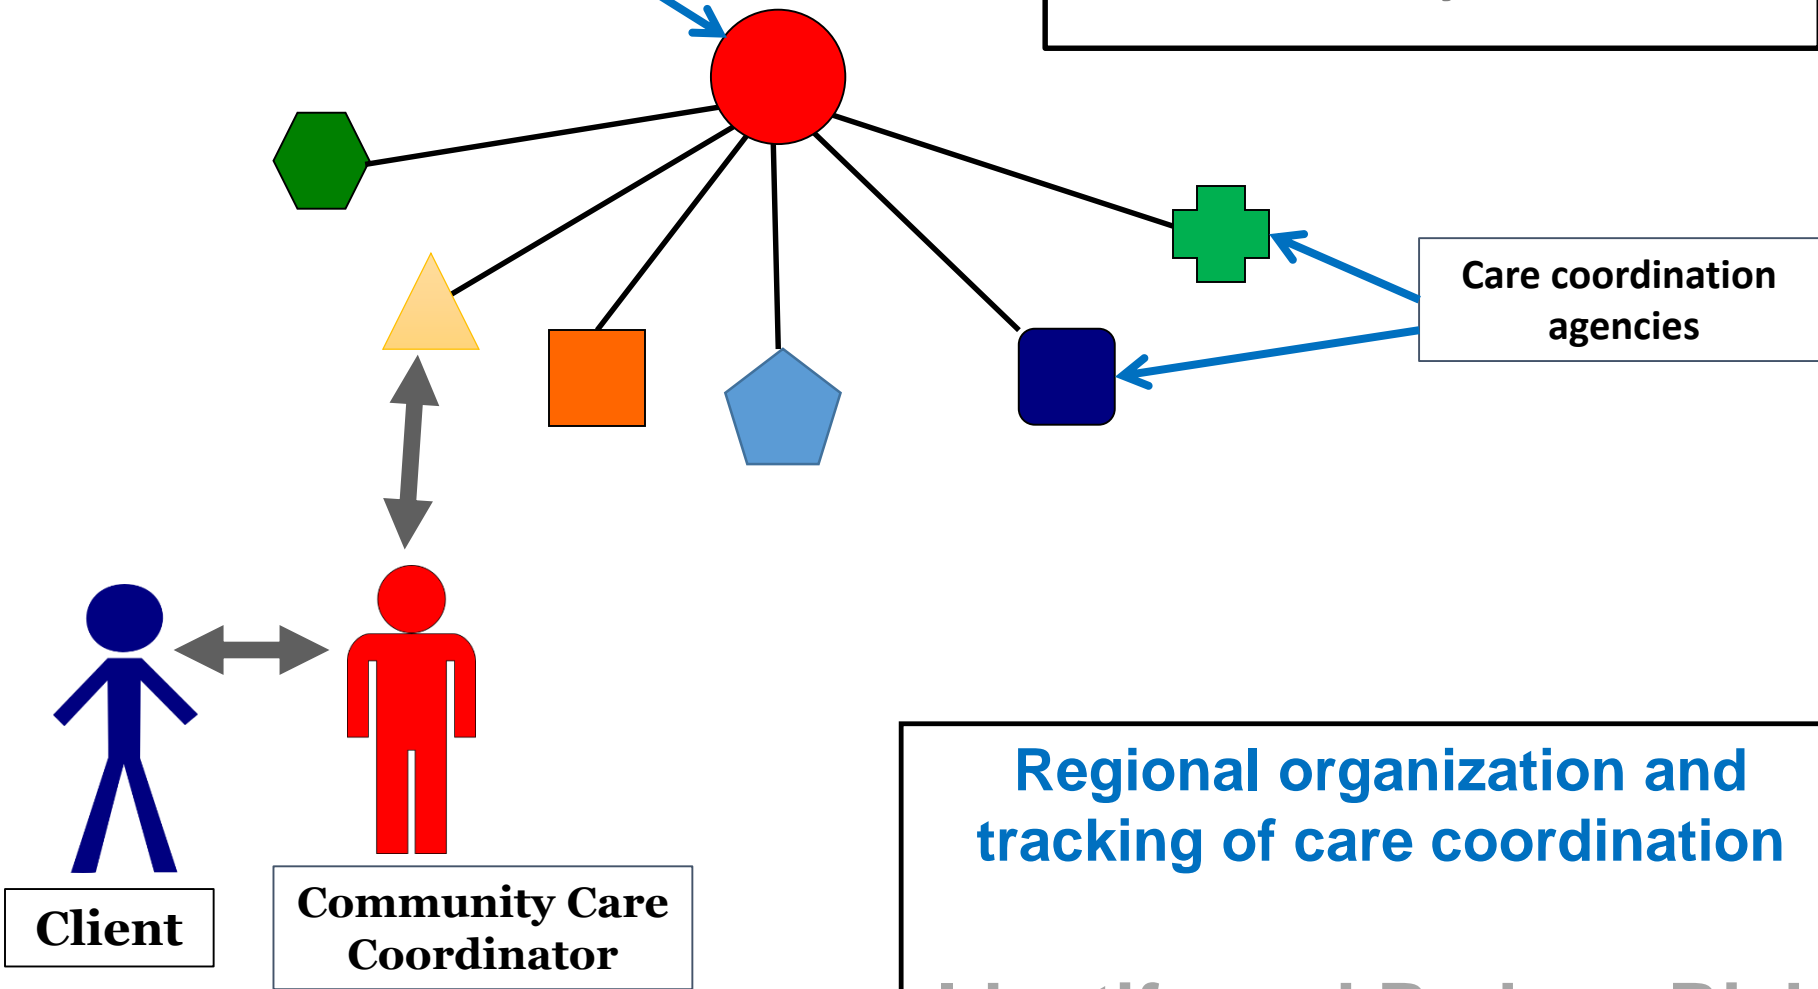 Care coordination
agencies
Regional organization and
tracking of care coordination
Client
Community Care
Coordinator